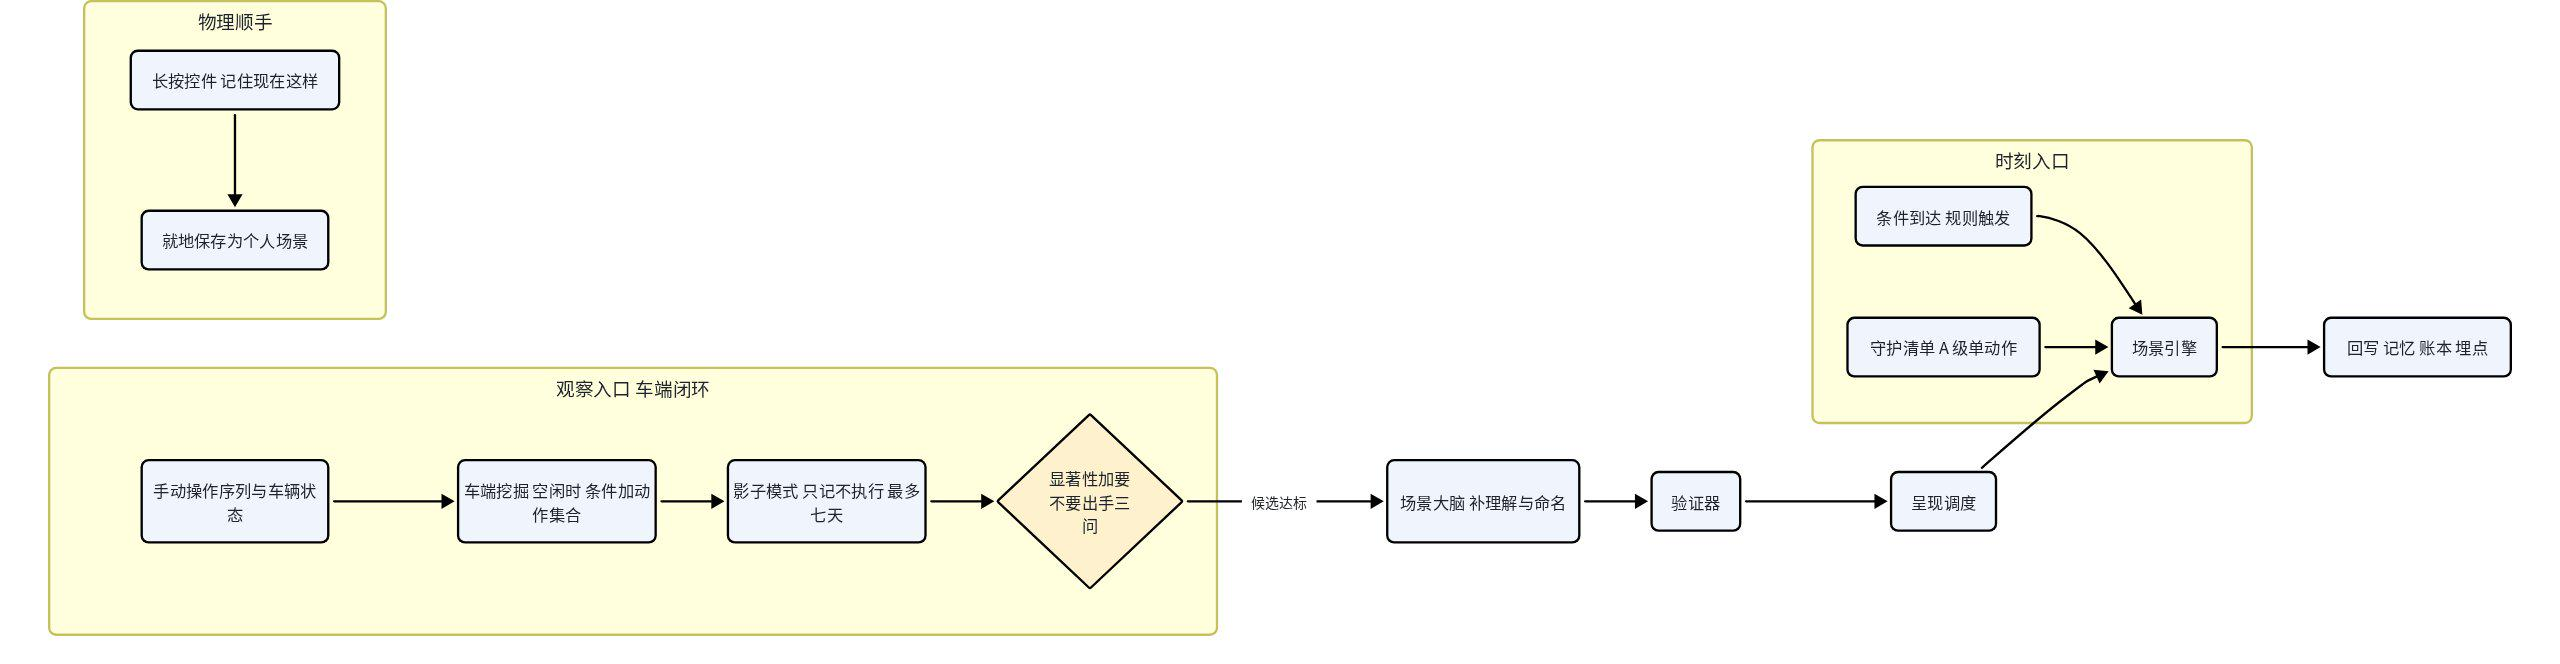 物理顺手
长按控件 记住现在这样
就地保存为个人场景
观察入口 车端闭环
手动操作序列与车辆状
态
车端挖掘 空闲时 条件加动
作集合
影子模式 只记不执行 最多
七天
显著性加要
不要出手三
问
候选达标
场景大脑 补理解与命名
验证器
呈现调度
时刻入口
条件到达 规则触发
守护清单 A 级单动作
场景引擎
回写 记忆 账本 埋点